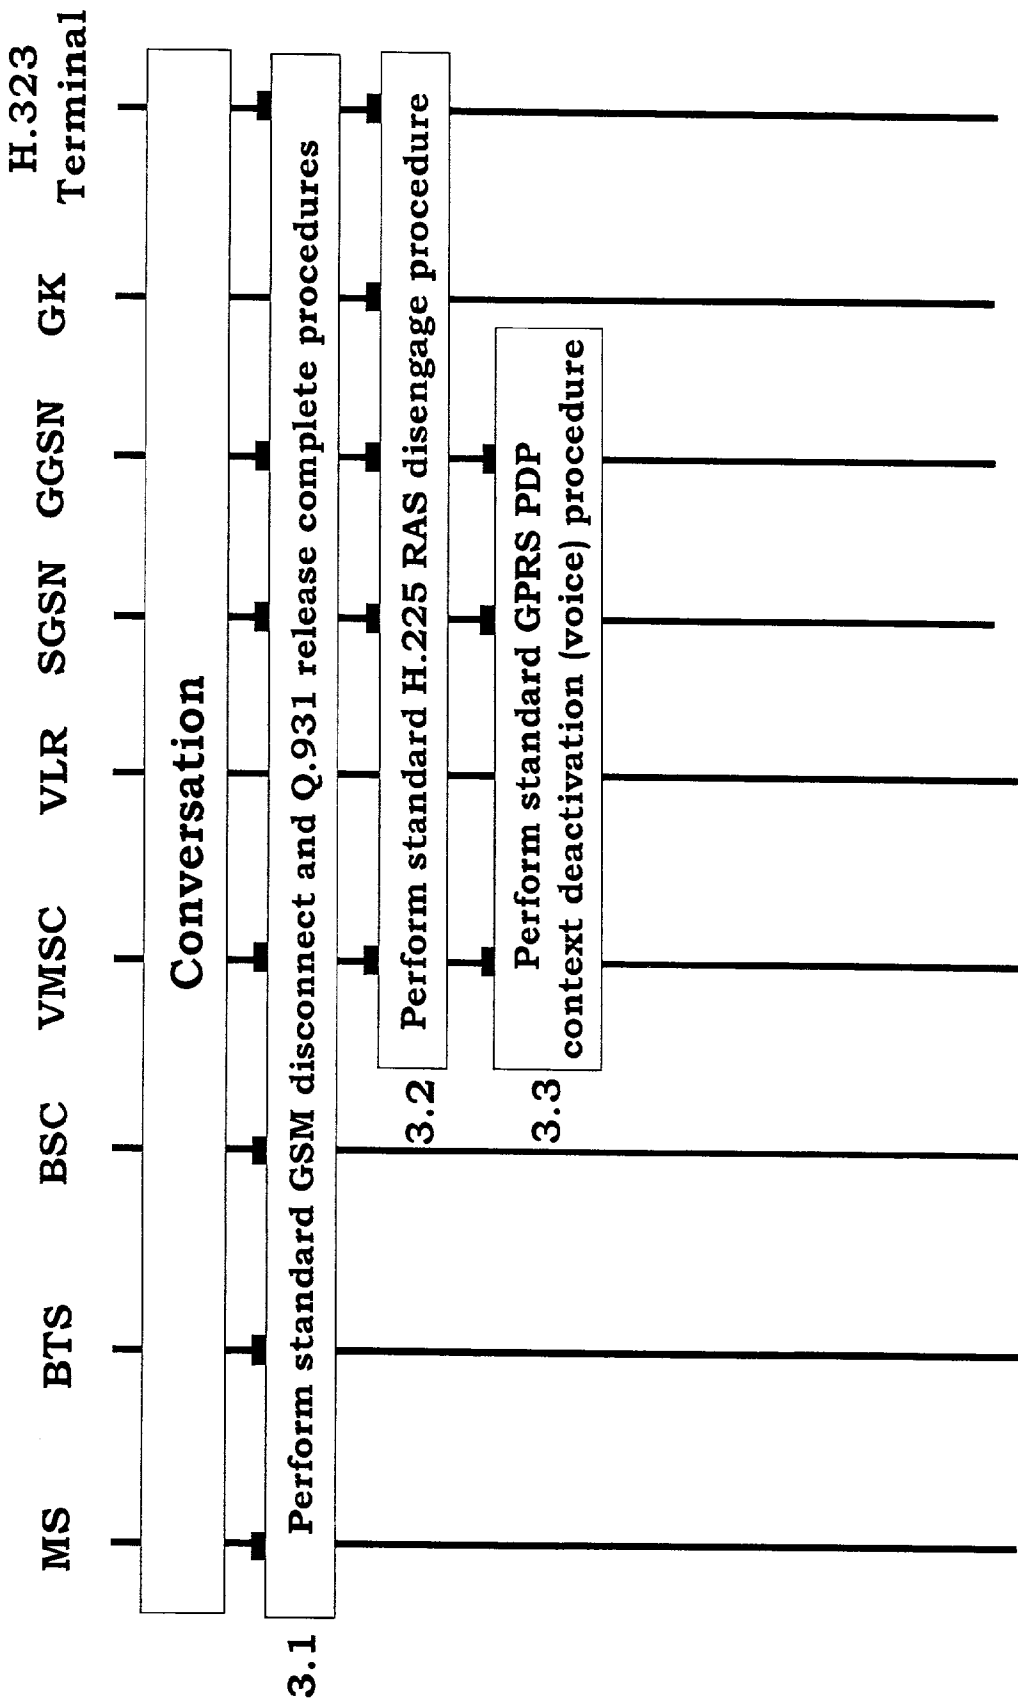 MS BTS BSC VMSC VLR SGSN GGSN GK H.323
Terminal
Conversation
3.1 Perform standard GSM disconnect and Q.931 release complete procedures
3.2 Perform standard H.225 RAS disengage procedure
3.3 Perform standard GPRS PDP
context deactivation (voice) procedure